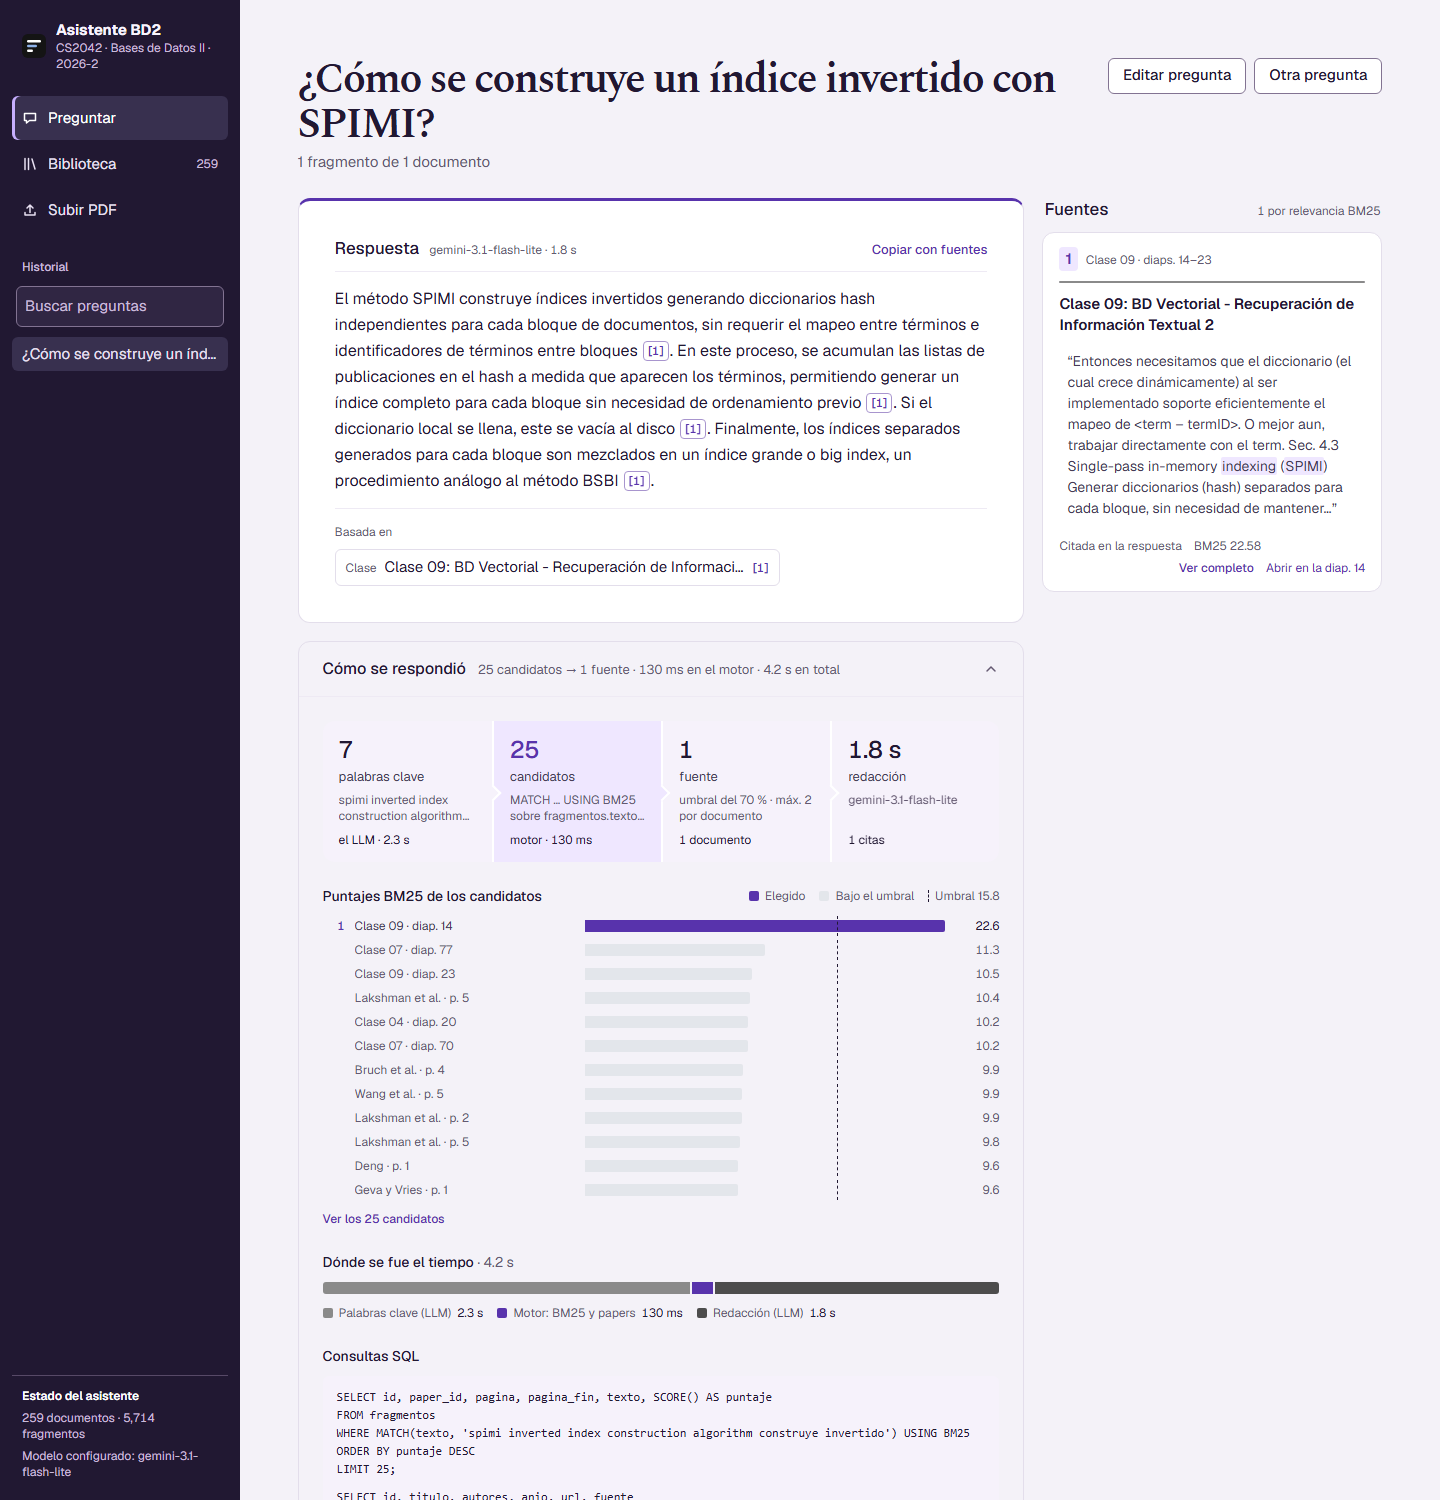 Asistente BD2
CS2042 · Bases de Datos II ·
2026-2
Preguntar
Biblioteca 259
Subir PDF
Historial
Buscar preguntas
¿Cómo se construye un índ...
Estado del asistente
259 documentos · 5,714
fragmentos
Modelo configurado: gemini-3.1-
flash-lite
¿Cómo se construye un índice invertido con
SPIMI?
1 fragmento de 1 documento
Editar pregunta
Otra pregunta
Respuesta gemini-3.1-flash-lite · 1.8 s
Copiar con fuentes
El método SPIMI construye índices invertidos generando diccionarios hash
independientes para cada bloque de documentos, sin requerir el mapeo entre términos e
identificadores de términos entre bloques [1]. En este proceso, se acumulan las listas de
publicaciones en el hash a medida que aparecen los términos, permitiendo generar un
índice completo para cada bloque sin necesidad de ordenamiento previo [1]. Si el
diccionario local se llena, este se vacía al disco [1]. Finalmente, los índices separados
generados para cada bloque son mezclados en un índice grande o big index, un
procedimiento análogo al método BSBI [1].
Basada en
Clase Clase 09: BD Vectorial - Recuperación de Informaci... [1]
Fuentes
1 por relevancia BM25
1 Clase 09 · diaps. 14–23
Clase 09: BD Vectorial - Recuperación de
Información Textual 2
“Entonces necesitamos que el diccionario (el
cual crece dinámicamente) al ser
implementado soporte eficientemente el
mapeo de <term – termID>. O mejor aun,
trabajar directamente con el term. Sec. 4.3
Single-pass in-memory indexing (SPIMI)
Generar diccionarios (hash) separados para
cada bloque, sin necesidad de mantener…”
Citada en la respuesta BM25 22.58
Ver completo Abrir en la diap. 14
Cómo se respondió 25 candidatos → 1 fuente · 130 ms en el motor · 4.2 s en total
7
palabras clave
spimi inverted index
construction algorithm...
el LLM · 2.3 s
25
candidatos
MATCH … USING BM25
sobre fragmentos.texto...
motor · 130 ms
1
fuente
umbral del 70 % · máx. 2
por documento
1 documento
1.8 s
redacción
gemini-3.1-flash-lite
1 citas
Puntajes BM25 de los candidatos
Elegido Bajo el umbral Umbral 15.8
1 Clase 09 · diap. 14 22.6
Clase 07 · diap. 77 11.3
Clase 09 · diap. 23 10.5
Lakshman et al. · p. 5 10.4
Clase 04 · diap. 20 10.2
Clase 07 · diap. 70 10.2
Bruch et al. · p. 4 9.9
Wang et al. · p. 5 9.9
Lakshman et al. · p. 2 9.9
Lakshman et al. · p. 5 9.8
Deng · p. 1 9.6
Geva y Vries · p. 1 9.6
Ver los 25 candidatos
Dónde se fue el tiempo · 4.2 s
Palabras clave (LLM) 2.3 s Motor: BM25 y papers 130 ms Redacción (LLM) 1.8 s
Consultas SQL
SELECT id, paper_id, pagina, pagina_fin, texto, SCORE() AS puntaje
FROM fragmentos
WHERE MATCH(texto, 'spimi inverted index construction algorithm construye invertido') USING BM25
ORDER BY puntaje DESC
LIMIT 25;
SELECT id, titulo, autores, anio, url, fuente